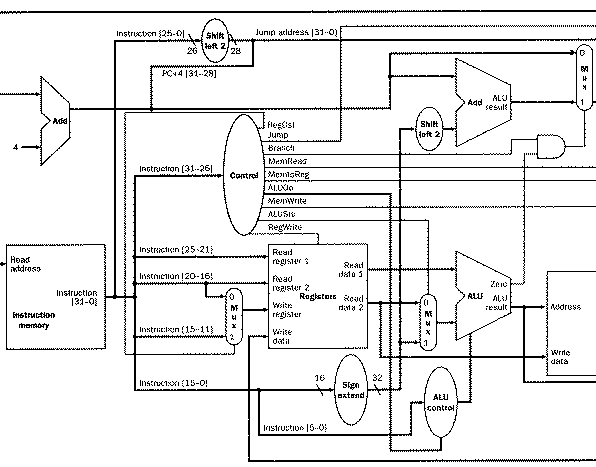 Instruction [25–0]
26
Shift
left 2
28
Jump address [31–0]
PC+4 [31–28]
Add
4
0
M
u
x
1
Add
ALU
result
Shift
left 2
RegDst
Jump
Branch
MemRead
MemtoReg
ALUOp
MemWrite
ALUSrc
RegWrite
Control
Instruction [31–26]
Instruction [25–21]
Instruction [20–16]
Instruction [15–11]
Instruction [15–0]
Instruction [5–0]
Read
address
Instruction
[31–0]
Instruction
memory
0
M
u
x
Read
register 1
Read
register 2
Write
register
Write
data
Registers
Read
data 1
Read
data 2
0
M
u
x
1
Zero
ALU
ALU
result
Address
Write
data
16
Sign
extend
32
ALU
control